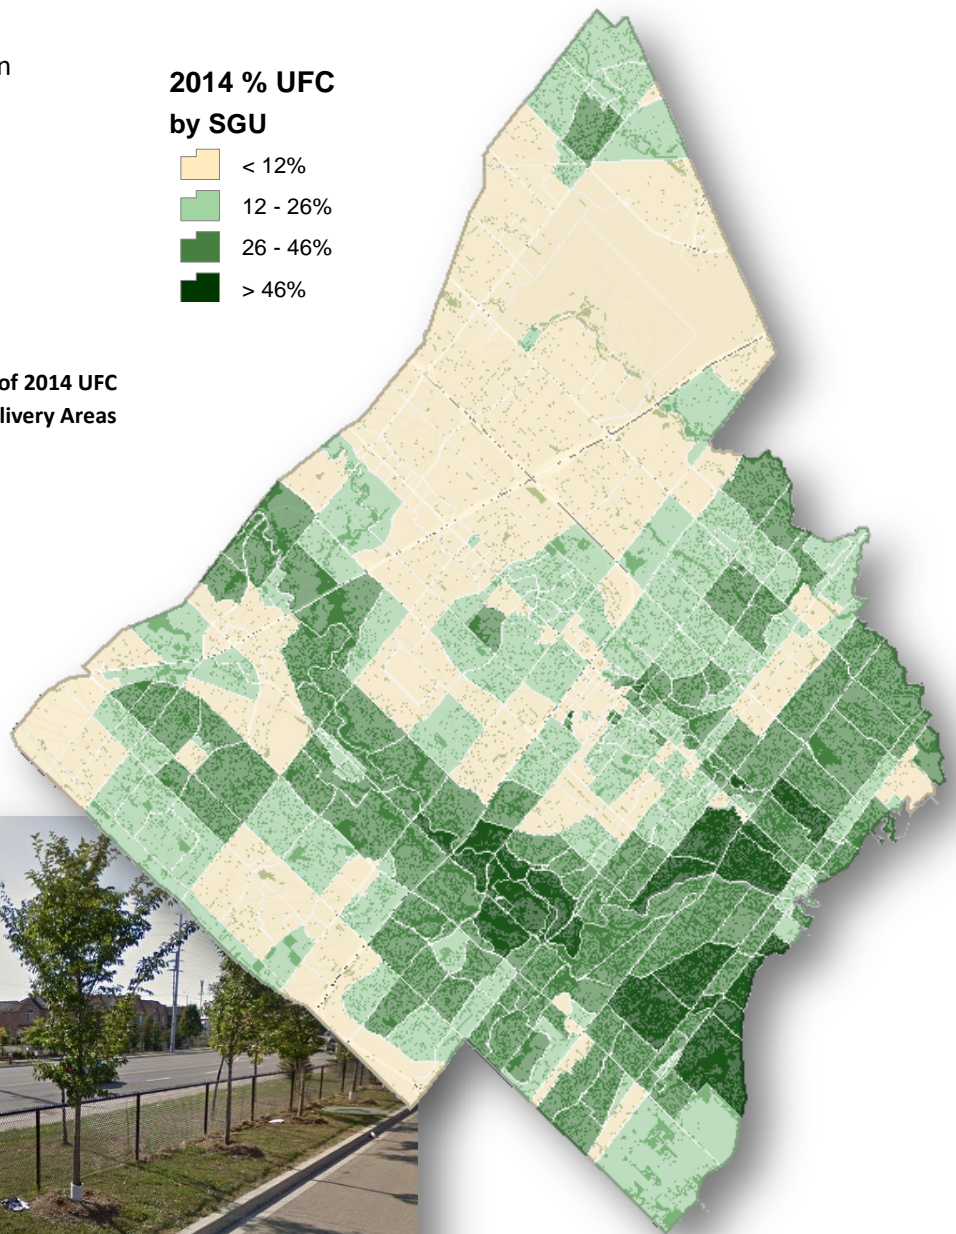 n
2014 % UFC
by SGU
< 12%
12 - 26%
26 - 46%
> 46%
of 2014 UFC
livery Areas